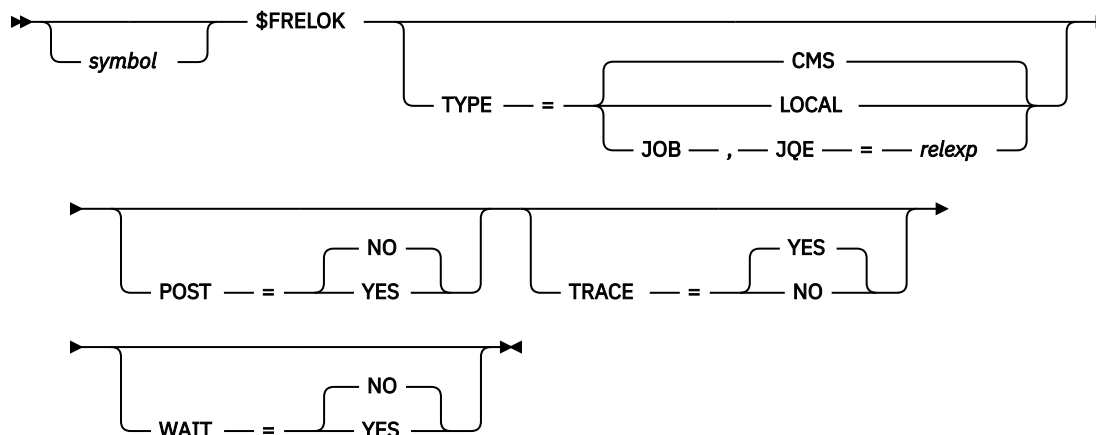 $FRELOK
symbol
CMS
TYPE = LOCAL
JOB , JQE = relexp
NO
POST = YES
YES
TRACE = NO
NO
WAIT = YES